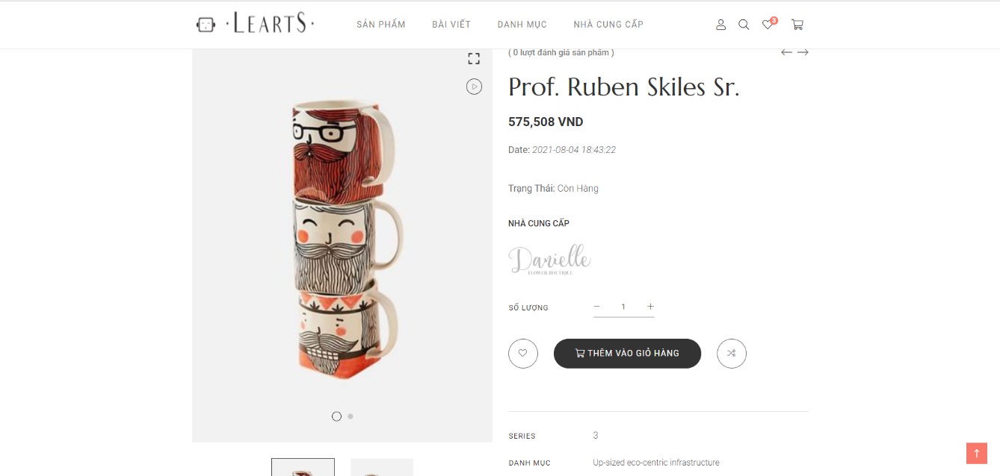 ·LEARTS·
SẢN PHẨM
BÀI VIẾT
DANH MỤC
NHÀ CUNG CẤP
3
( 0 lượt đánh giá sản phẩm )
Prof. Ruben Skiles Sr.
575,508 VND
Date: 2021-08-04 18:43:22
Trạng Thái: Còn Hàng
NHÀ CUNG CẤP
Danielle
FLOWER BOUTIQUE
SỐ LƯỢNG
− 1 +
THÊM VÀO GIỎ HÀNG
SERIES 3
DANH MỤC Up-sized eco-centric infrastructure